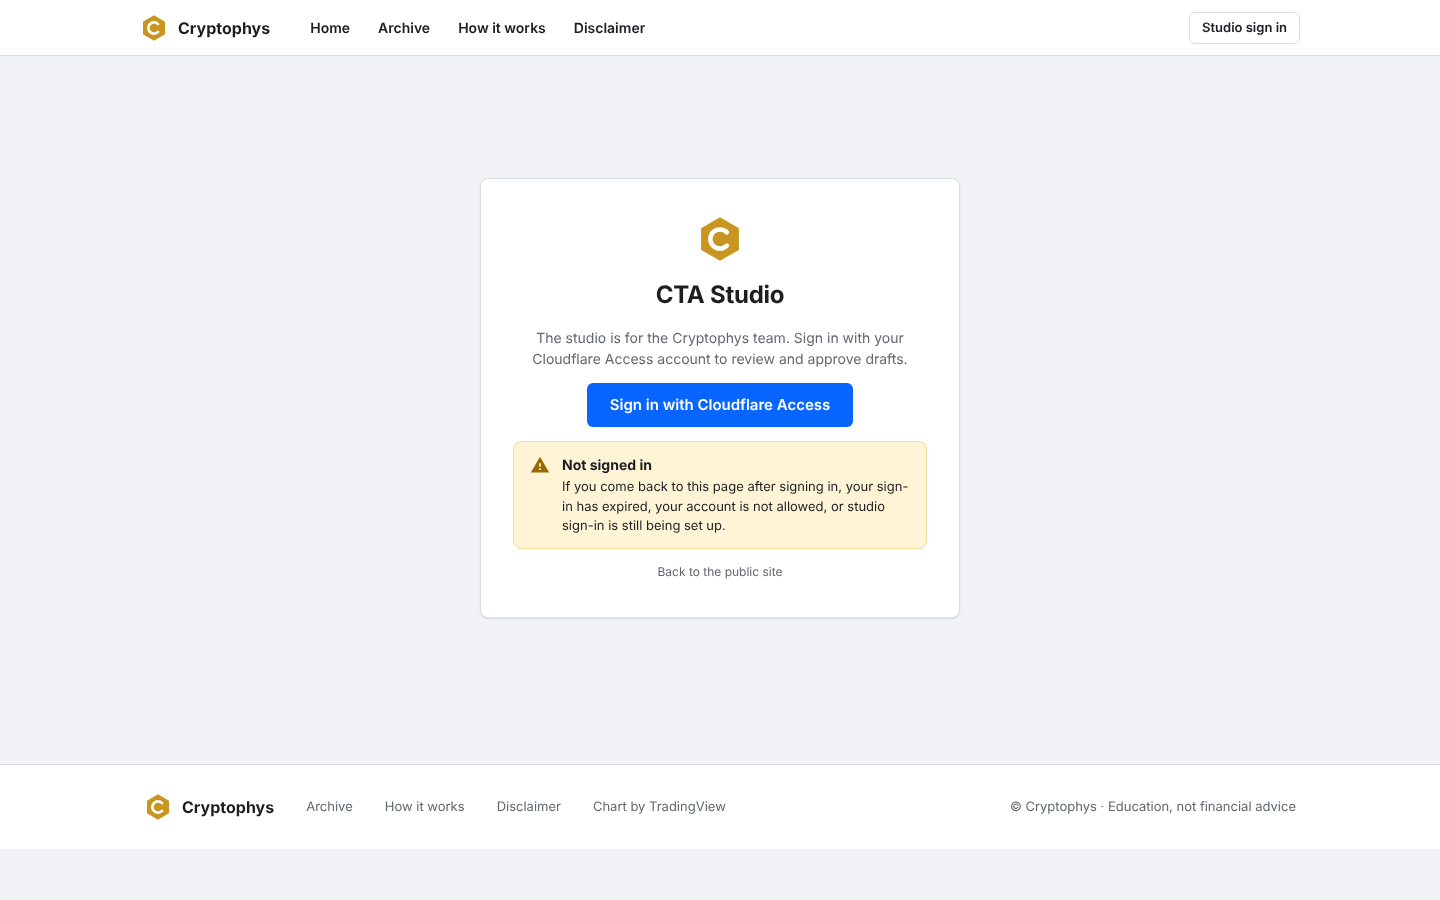 Cryptophys
Home
Archive
How it works
Disclaimer
Studio sign in
CTA Studio
The studio is for the Cryptophys team. Sign in with your
Cloudflare Access account to review and approve drafts.
Sign in with Cloudflare Access
Not signed in
If you come back to this page after signing in, your sign-
in has expired, your account is not allowed, or studio
sign-in is still being set up.
Back to the public site
Cryptophys
Archive
How it works
Disclaimer
Chart by TradingView
© Cryptophys · Education, not financial advice